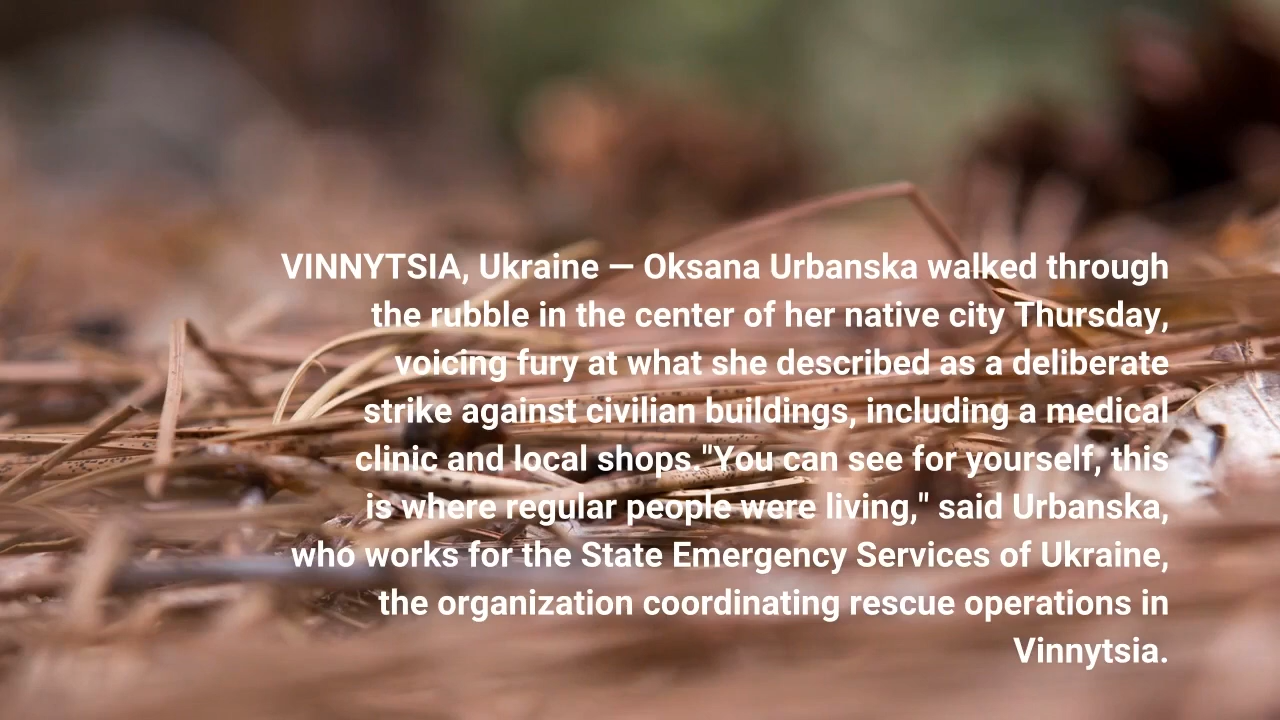 VINNYTSIA, Ukraine — Oksana Urbanska walked through
the rubble in the center of her native city Thursday,
voicing fury at what she described as a deliberate
strike against civilian buildings, including a medical
clinic and local shops."You can see for yourself, this
is where regular people were living," said Urbanska,
who works for the State Emergency Services of Ukraine,
the organization coordinating rescue operations in
Vinnytsia.